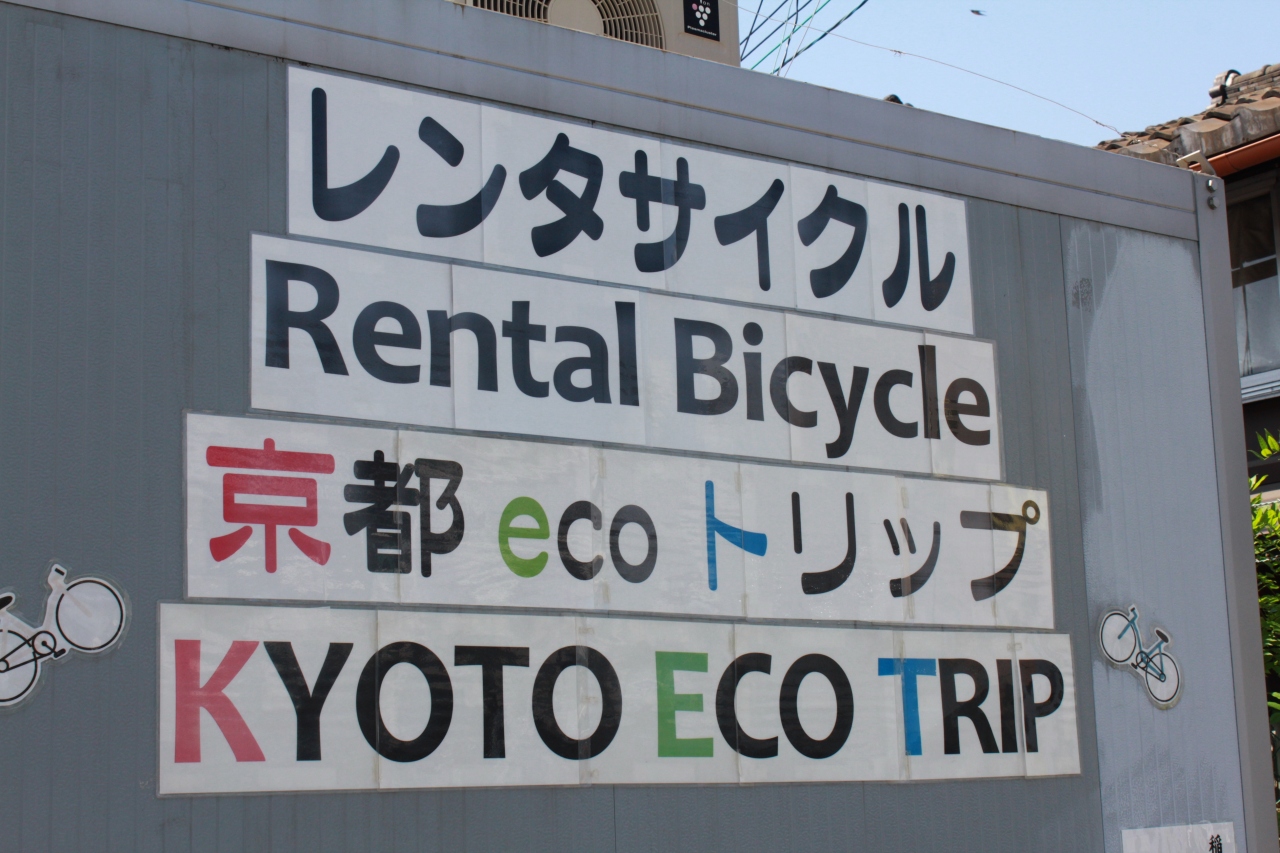 レンタサイクル
Rental Bicycle
京都 eco トリップ
KYOTO ECO TRIP
稲